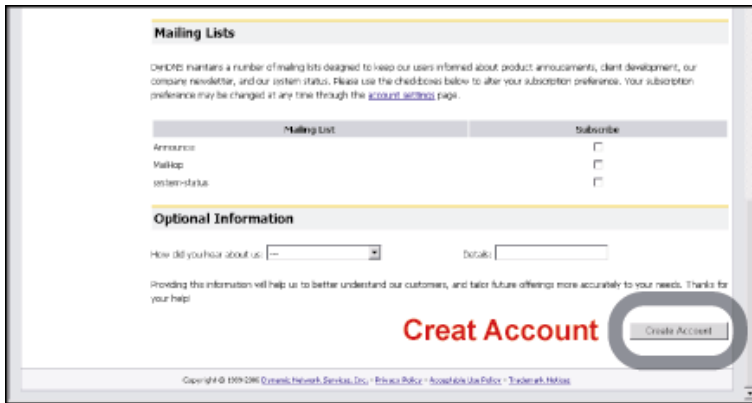 Mailing Lists
DynDNS mantains a number of mailing lists designed to keep our users informed about product annoucements, client development, our
company newsletter, and our system status. Please use the checkboxes below to alter your subscription preference. Your subscription
preference may be changed at any time through the account settings page.
Mailing List Subscribe
Announce
MailHop
system-status
Optional Information
How did you hear about us: --- Details:
Providing this information will help us to better understand our customers, and tailor future offerings more accurately to your needs. Thanks for
your help!
Creat Account Create Account
Copyright © 1999-2006 Dynamic Network Services, Inc. - Privacy Policy - Acceptable Use Policy - Trademark Notices